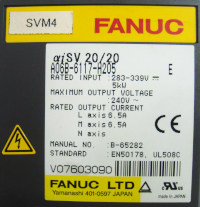 SVM4
FANUC
αiSV 20/20
A06B-6117-H205 E
RATED INPUT : 283-339V ⎓
5kW
MAXIMUM OUTPUT VOLTAGE :
240V ~
RATED OUTPUT CURRENT
L axis 6.5A
M axis 6.5A
MANUAL NO. : B-65282
STANDARD : EN50178, UL508C
V07603090
FANUC LTD
Yamanashi 401-0597 JAPAN